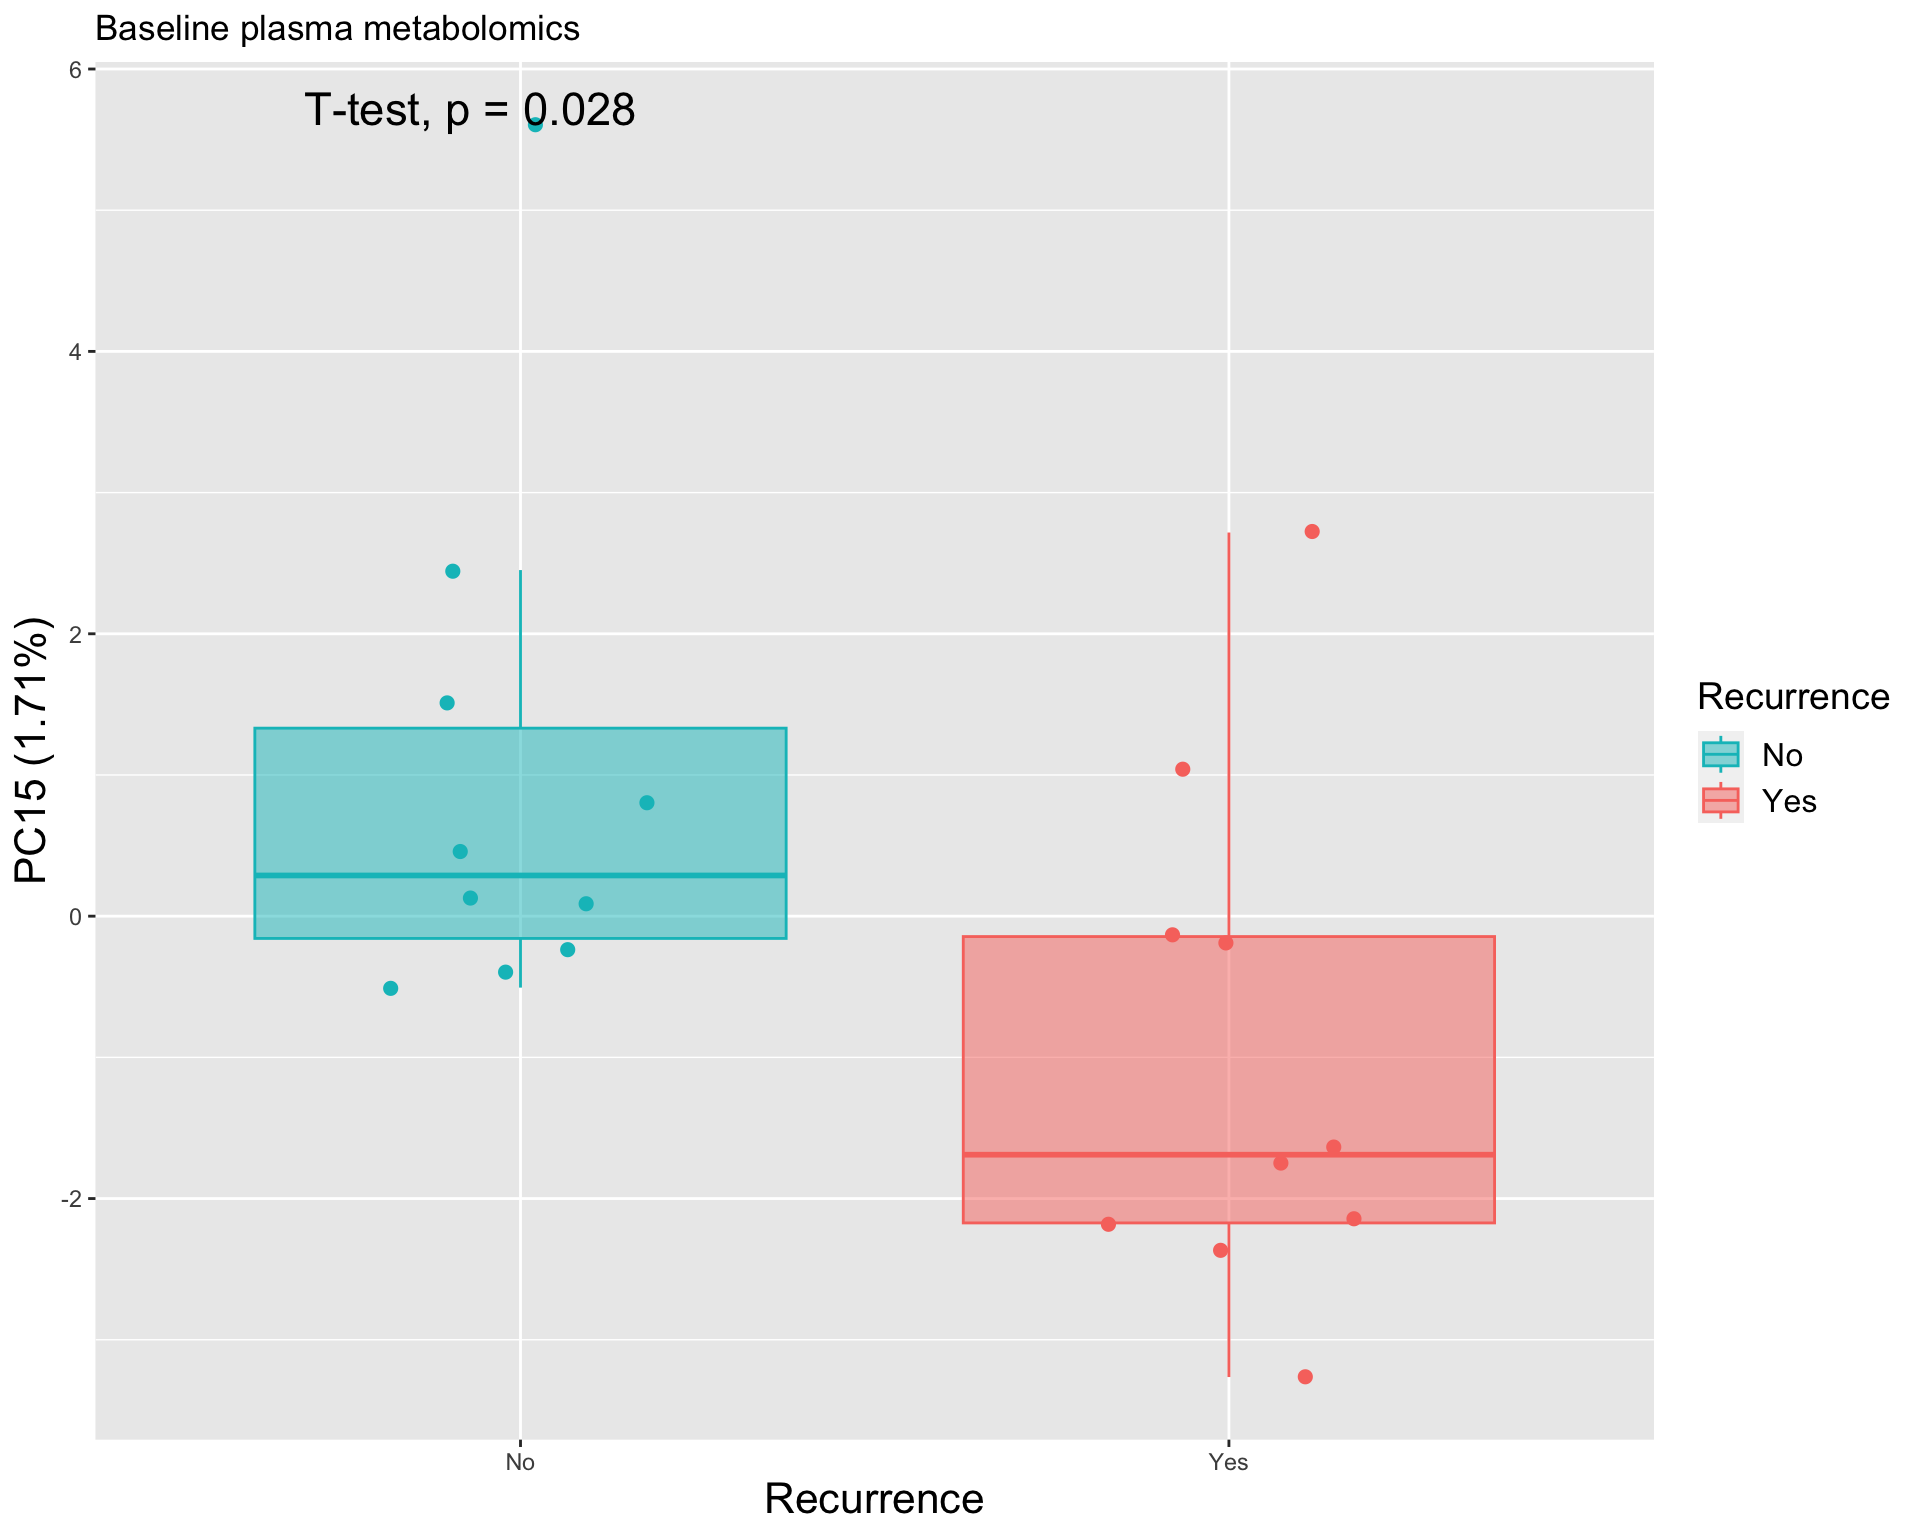 Baseline plasma metabolomics
T-test, p = 0.028
6
4
2
0
-2
PC15 (1.71%)
No
Yes
Recurrence
Recurrence
No
Yes